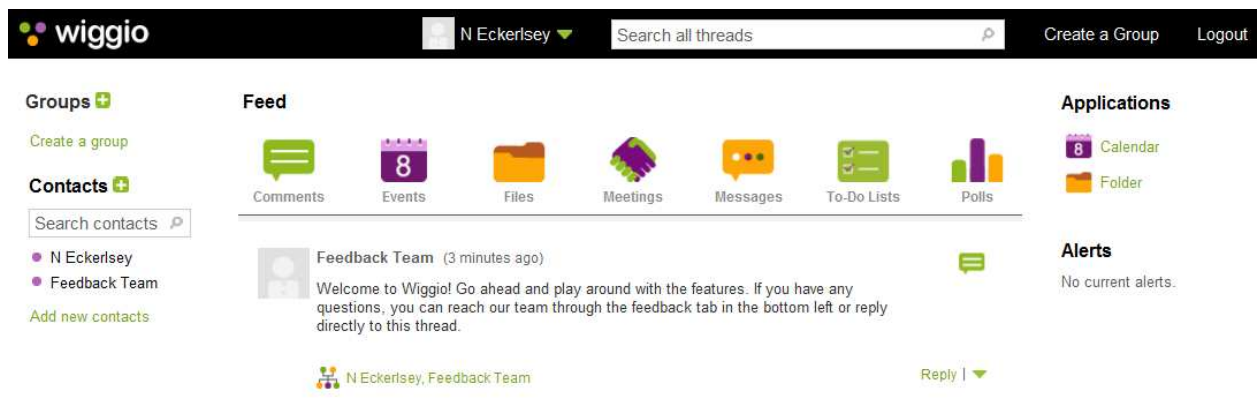 wiggio
N Eckerlsey
Search all threads
Create a Group
Logout
Groups
Create a group
Contacts
Search contacts
N Eckerlsey
Feedback Team
Add new contacts
Feed
Comments
8
Events
Files
Meetings
Messages
To-Do Lists
Polls
Feedback Team (3 minutes ago)
Welcome to Wiggio! Go ahead and play around with the features. If you have any
questions, you can reach our team through the feedback tab in the bottom left or reply
directly to this thread.
N Eckerlsey, Feedback Team
Reply |
Applications
8 Calendar
Folder
Alerts
No current alerts.